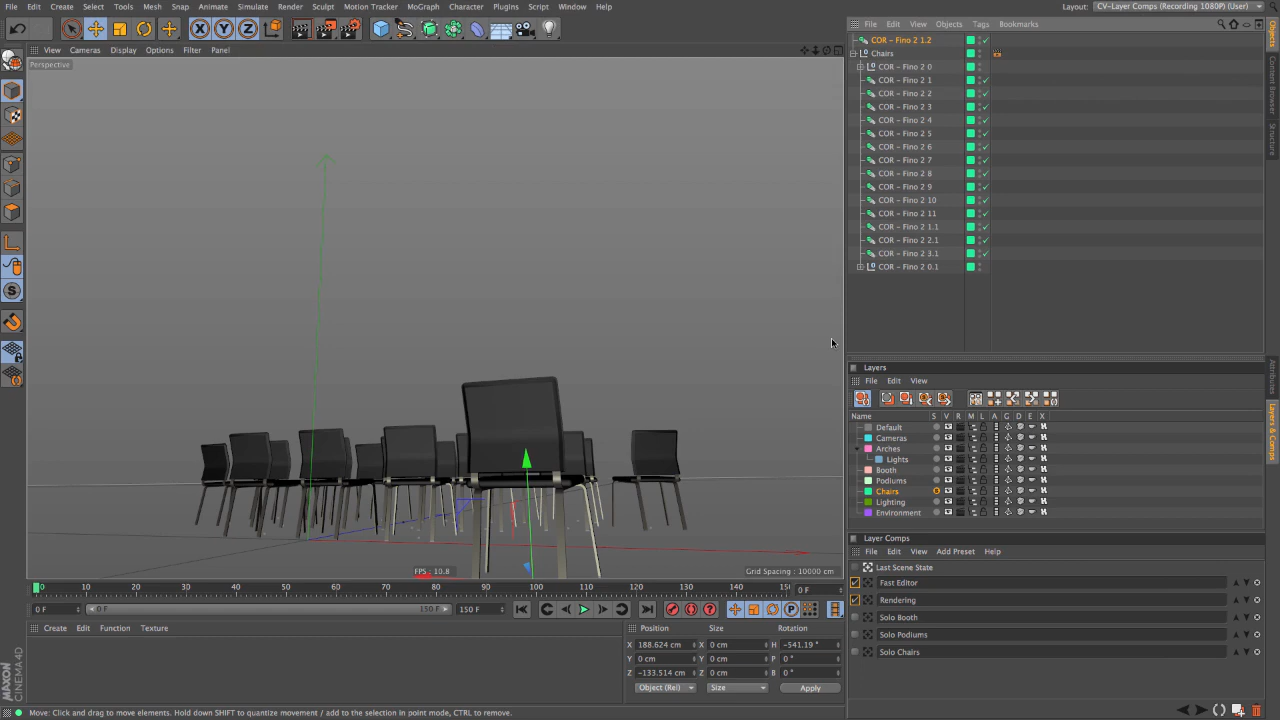 File Edit Create Select Tools Mesh Snap Animate Simulate Render Sculpt Motion Tracker MoGraph Character Plugins Script Window Help
Layout: CV-Layer Comps (Recording 1080P)
View Cameras Display Options Filter Panel
Perspective
File Edit View Objects Tags Bookmarks
COR - Fino 2 1.2
Chairs
COR - Fino 2 0
COR - Fino 2 1
COR - Fino 2 2
COR - Fino 2 3
COR - Fino 2 4
COR - Fino 2 5
COR - Fino 2 6
COR - Fino 2 7
COR - Fino 2 8
COR - Fino 2 9
COR - Fino 2 10
COR - Fino 2 11
COR - Fino 2 1.1
COR - Fino 2 2.1
COR - Fino 2 3.1
COR - Fino 2 0.1
Objects
Content Browser
Structure
Attributes
Layers & Comps
Layers
File Edit View
Name S V R M L A G D E X
Default
Cameras
Arches
Lights
Booth
Podiums
Chairs
Lighting
Environment
Layer Comps
File Edit View Add Preset Help
Last Scene State
Fast Editor
Rendering
Solo Booth
Solo Podiums
Solo Chairs
FPS : 10.8
Grid Spacing : 10000 cm
0 10 20 30 40 50 60 70 80 90 100 110 120 130 140 0 F
0 F 0 F 150 F 150 F
Create Edit Function Texture
Position Size Rotation
X 188.624 cm X 0 cm H -541.19 °
Y 0 cm Y 0 cm P 0 °
Z -133.514 cm Z 0 cm B 0 °
Object (Rel) Size Apply
MAXON CINEMA 4D
Move: Click and drag to move elements. Hold down SHIFT to quantize movement / add to the selection in point mode, CTRL to remove.